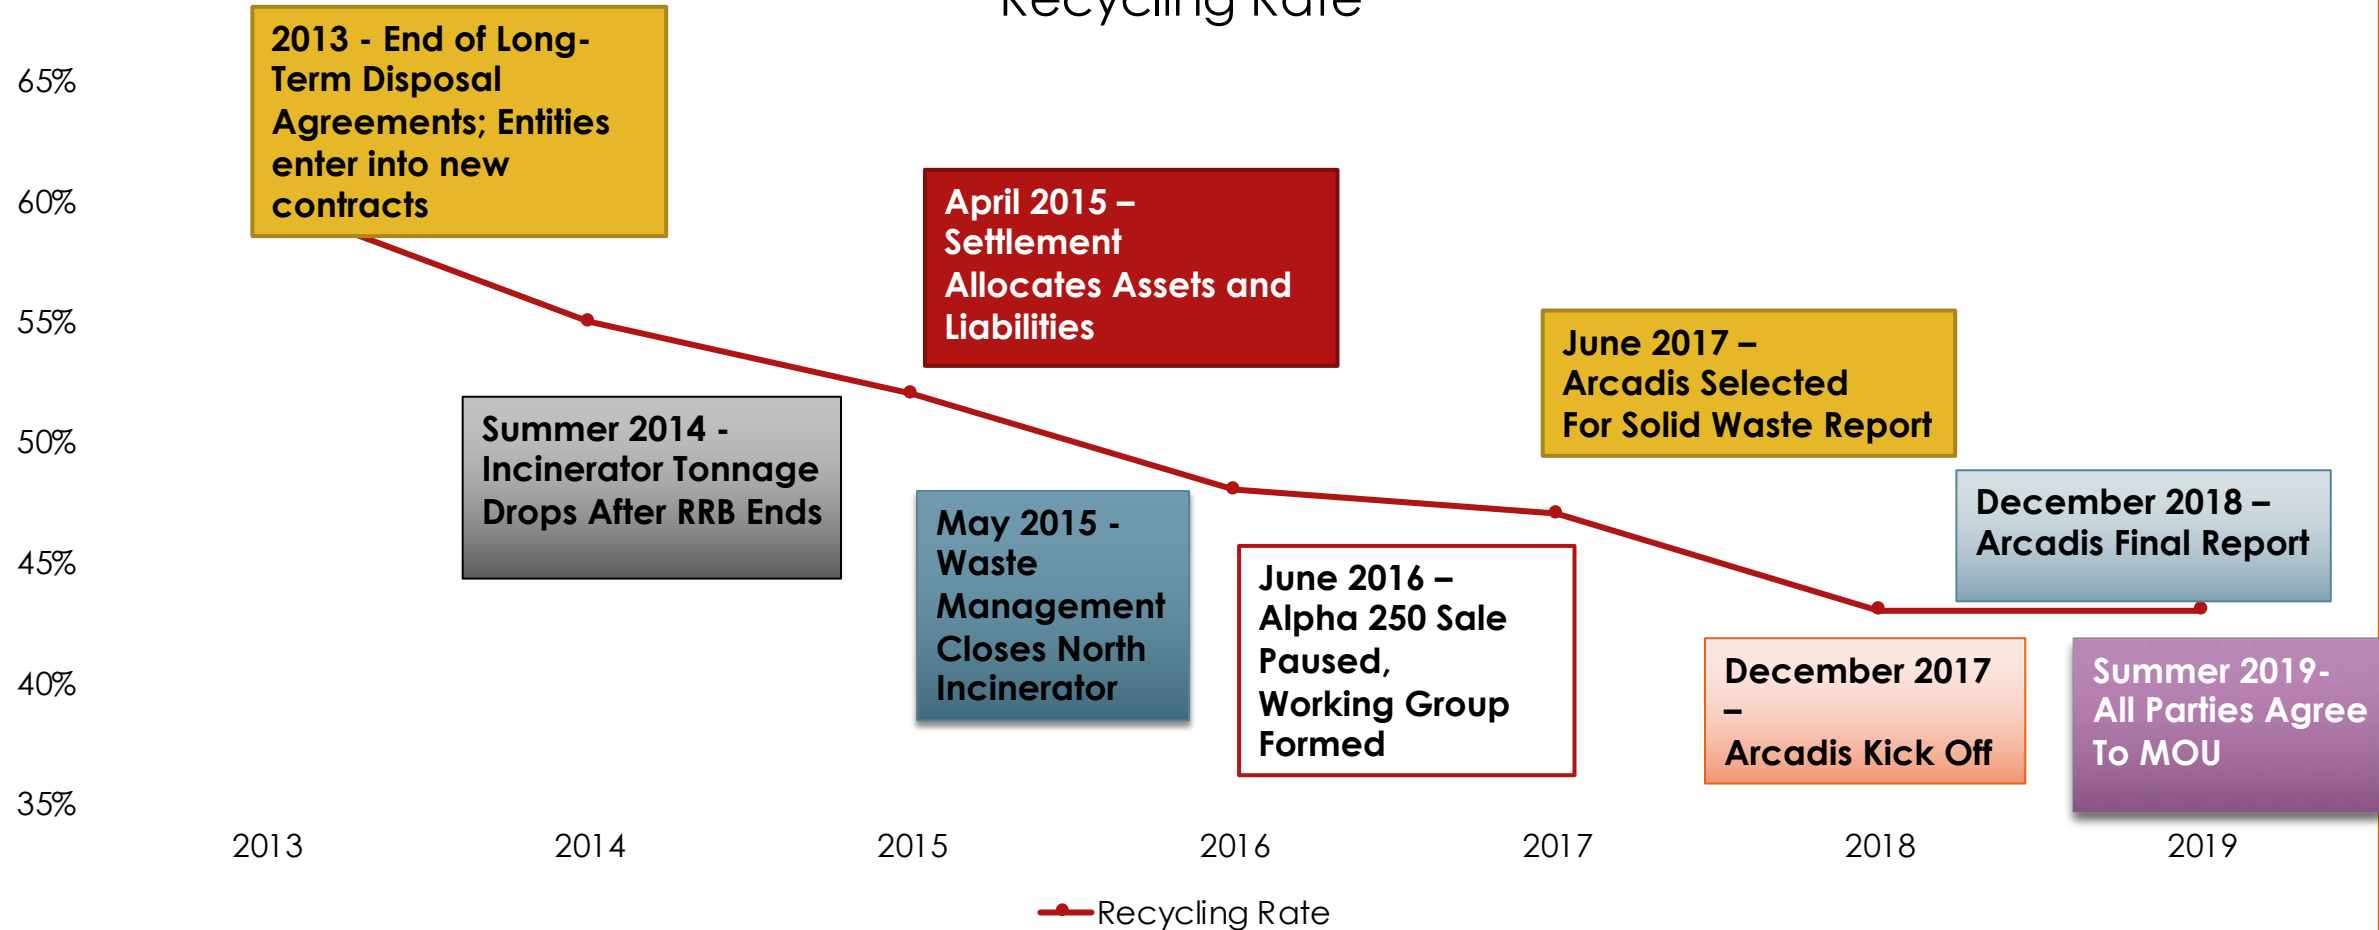 Recycling Rate
65%
60%
55%
50%
45%
40%
35%
2013 - End of Long-
Term Disposal
Agreements; Entities
enter into new
contracts
Summer 2014 -
Incinerator Tonnage
Drops After RRB Ends
April 2015 –
Settlement
Allocates Assets and
Liabilities
May 2015 -
Waste
Management
Closes North
Incinerator
June 2016 –
Alpha 250 Sale
Paused,
Working Group
Formed
June 2017 –
Arcadis Selected
For Solid Waste Report
December 2017
–
Arcadis Kick Off
December 2018 –
Arcadis Final Report
Summer 2019-
All Parties Agree
To MOU
2013 2014 2015 2016 2017 2018 2019
Recycling Rate